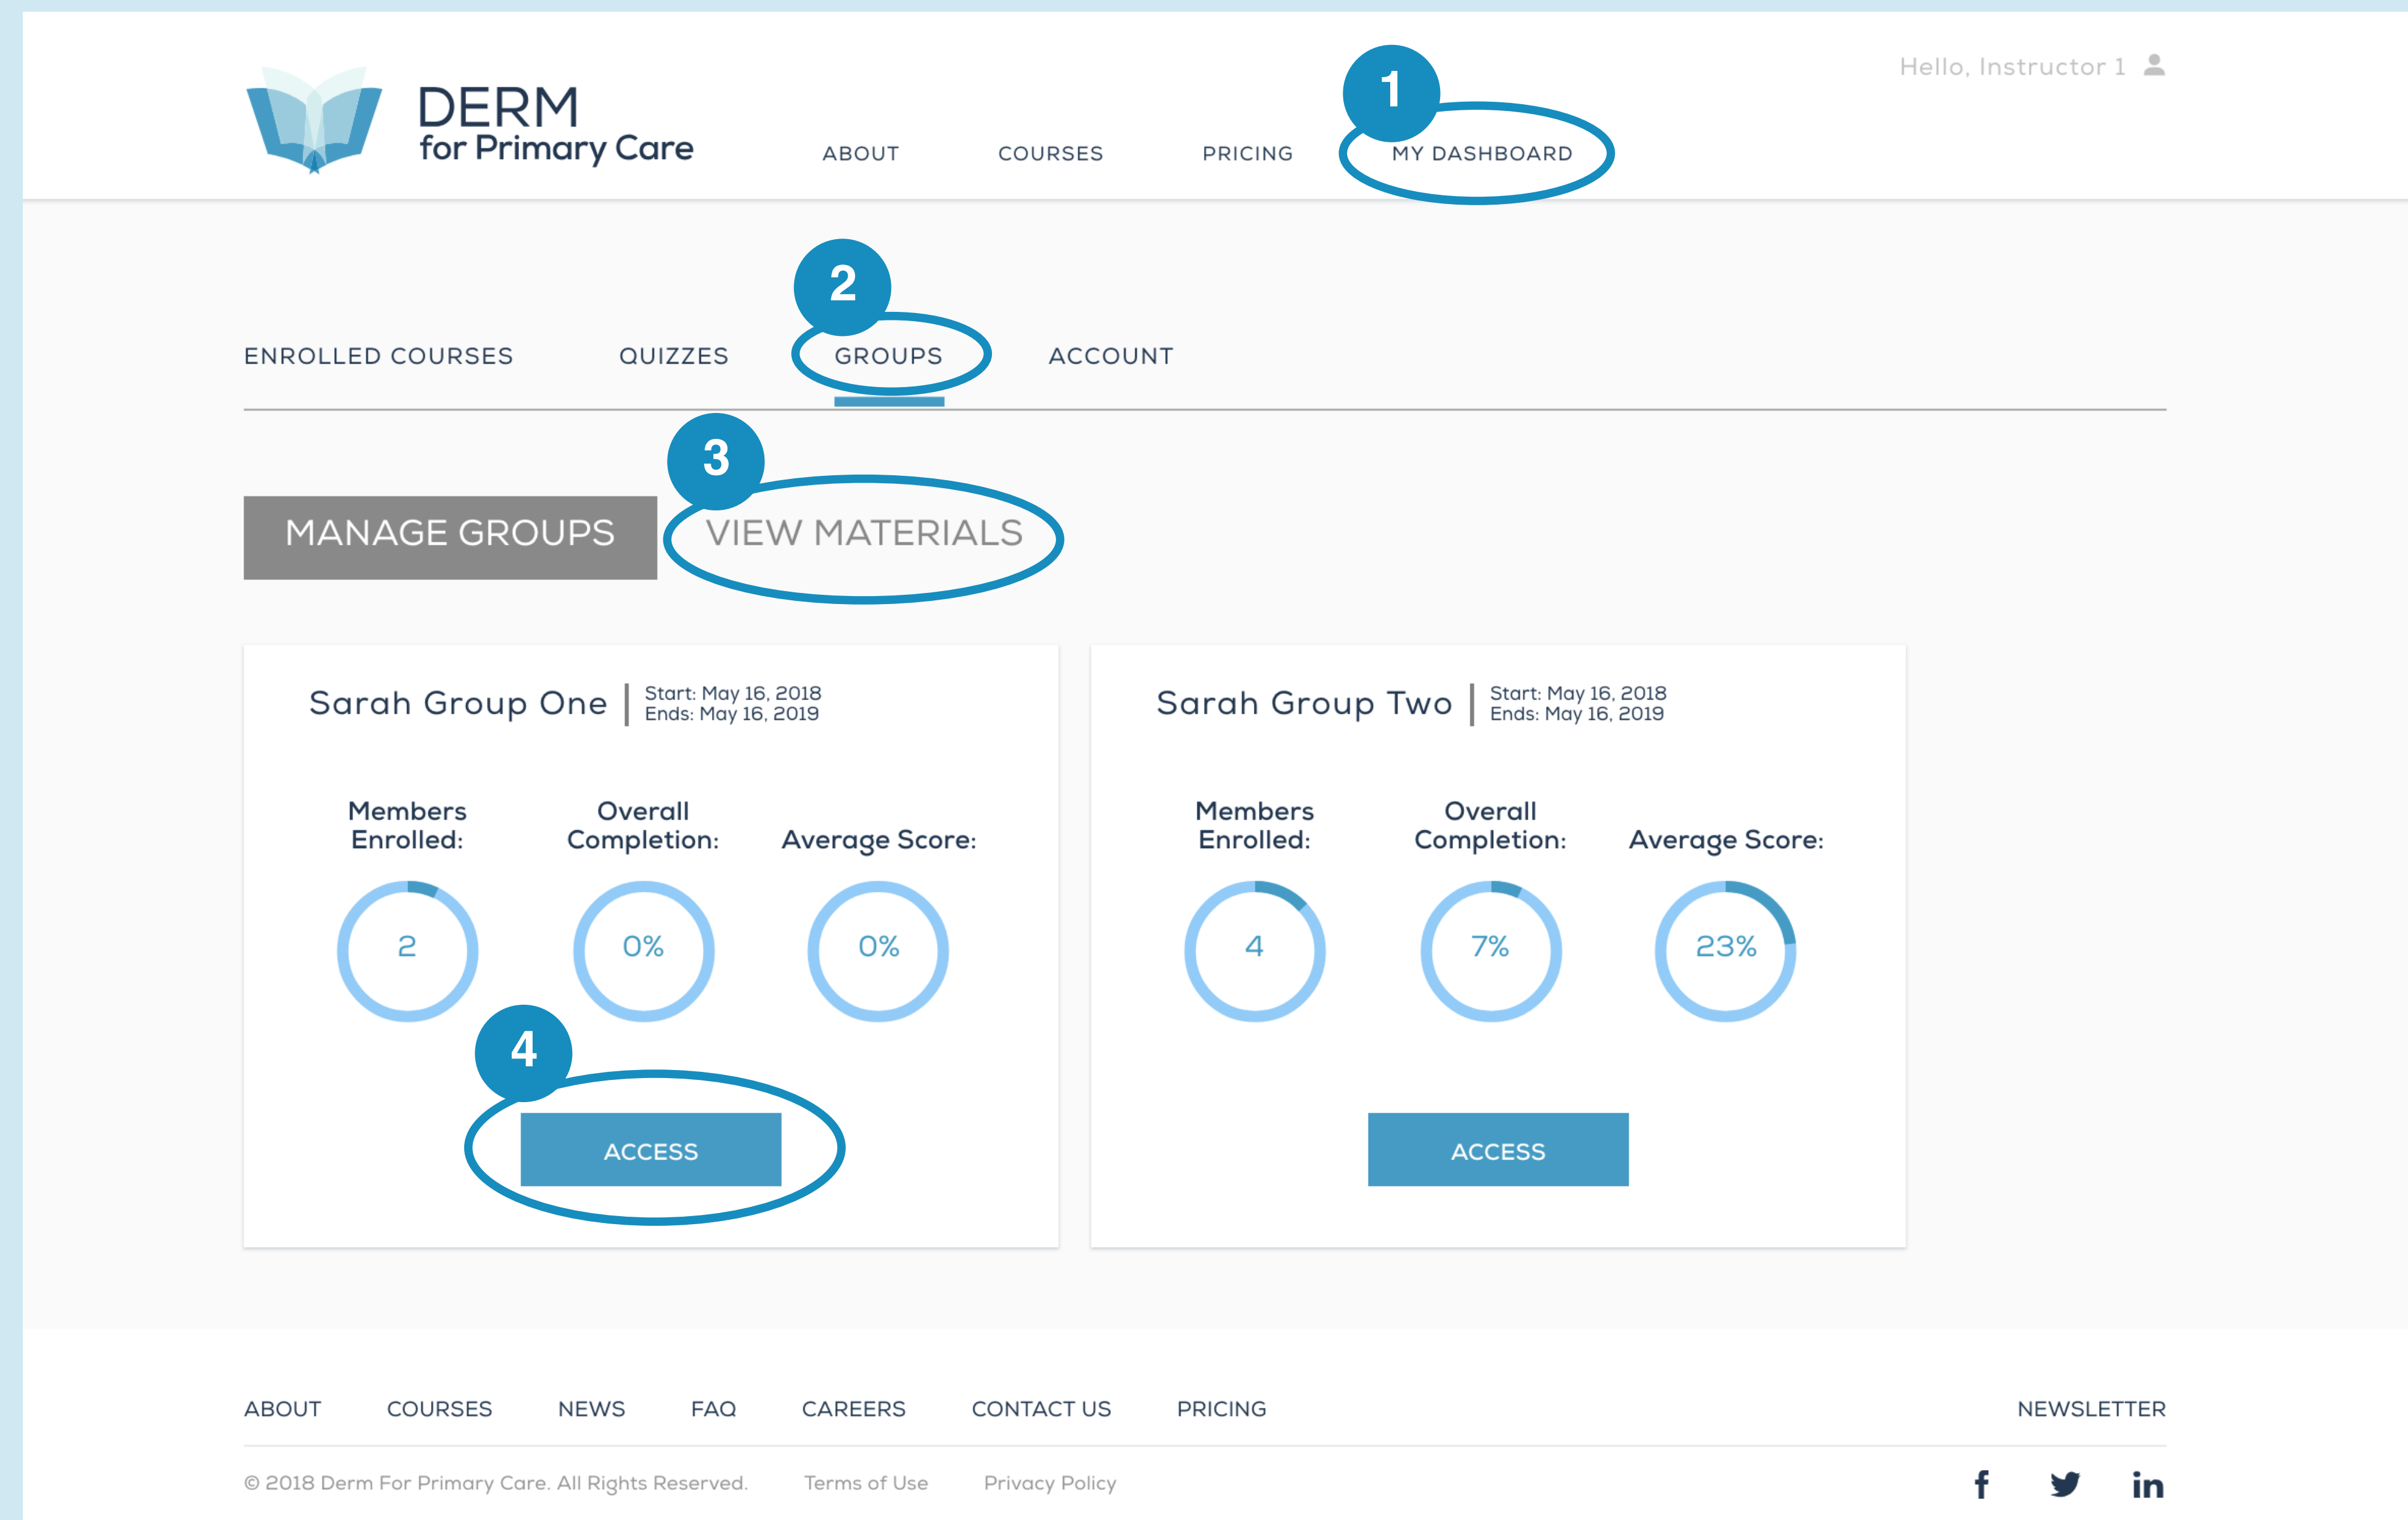 Hello, Instructor 1
1
DERM
for Primary Care
ABOUT
COURSES
PRICING
MY DASHBOARD
2
ENROLLED COURSES
QUIZZES
GROUPS
ACCOUNT
3
MANAGE GROUPS
VIEW MATERIALS
Sarah Group One
Start: May 16, 2018
Ends: May 16, 2019
Members
Enrolled:
Overall
Completion:
Average Score:
2
0%
0%
4
ACCESS
Sarah Group Two
Start: May 16, 2018
Ends: May 16, 2019
Members
Enrolled:
Overall
Completion:
Average Score:
4
7%
23%
ACCESS
ABOUT
COURSES
NEWS
FAQ
CAREERS
CONTACT US
PRICING
NEWSLETTER
© 2018 Derm For Primary Care. All Rights Reserved.
Terms of Use
Privacy Policy
f
in